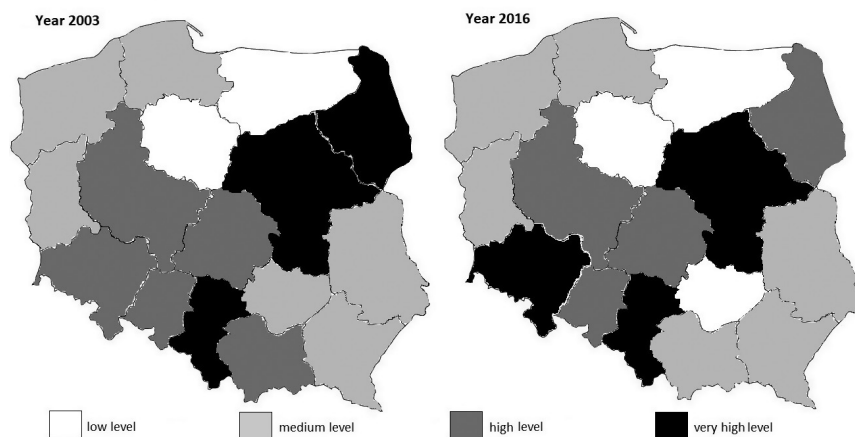 Year 2003
Year 2016
low level
medium level
high level
very high level